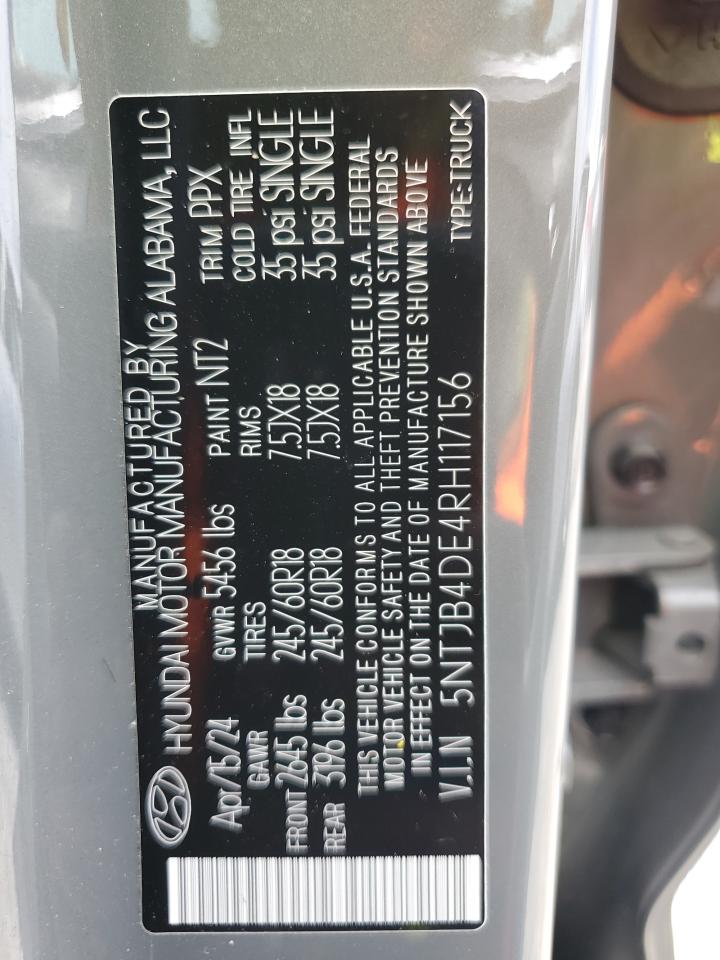 MANUFACTURED BY
HYUNDAI MOTOR MANUFACTURING ALABAMA, LLC
Apr/15/24 GVWR 5456 lbs PAINT NT2 TRIM PPX
GAWR TIRES RIMS COLD TIRE INFL
FRONT 2645 lbs 245/60R18 7.5JX18 35 psi SINGLE
REAR 3196 lbs 245/60R18 7.5JX18 35 psi SINGLE
THIS VEHICLE CONFORMS TO ALL APPLICABLE U.S.A. FEDERAL
MOTOR VEHICLE SAFETY AND THEFT PREVENTION STANDARDS
IN EFFECT ON THE DATE OF MANUFACTURE SHOWN ABOVE
V.I.N 5NTJB4DE4RH117156 TYPE:TRUCK